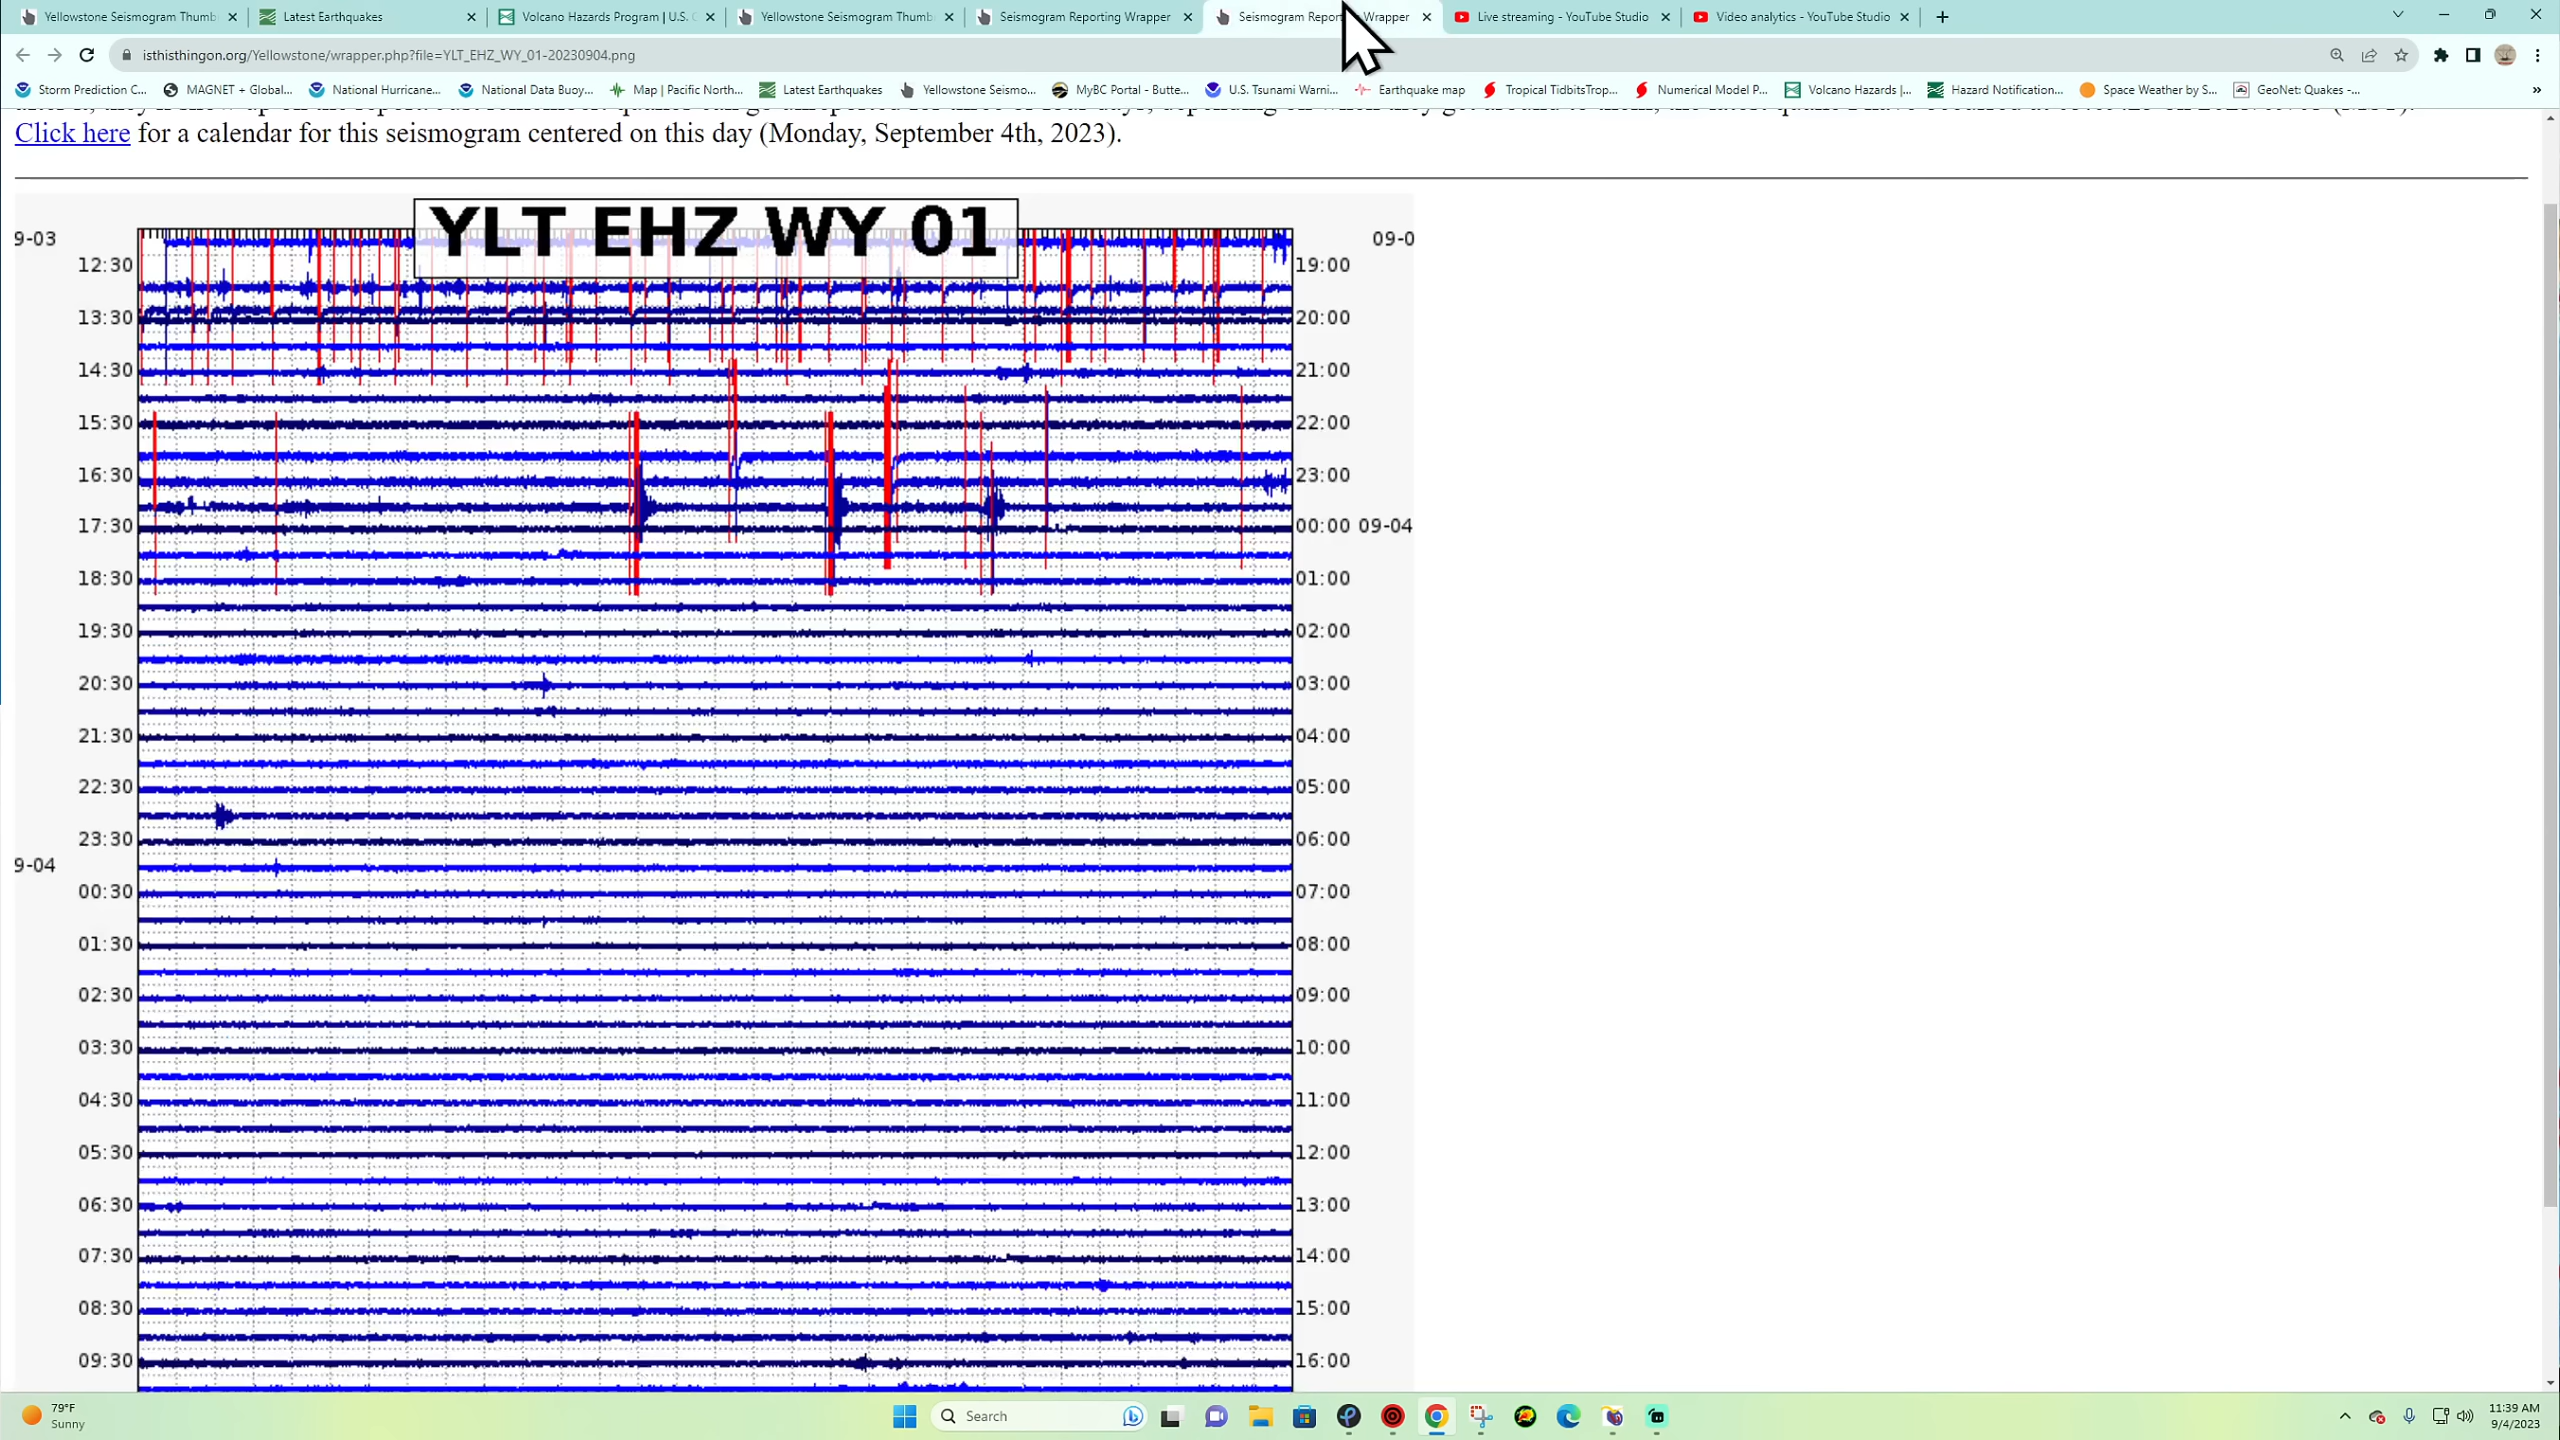 Yellowstone Seismogram Thumb
Latest Earthquakes
Volcano Hazards Program | U.S. G
Yellowstone Seismogram Thumb
Seismogram Reporting Wrapper
Seismogram Repor Wrapper
Live streaming - YouTube Studio
Video analytics - YouTube Studio
isthisthingon.org/Yellowstone/wrapper.php?file=YLT_EHZ_WY_01-20230904.png
Storm Prediction C...
MAGNET + Global...
National Hurricane...
National Data Buoy...
Map | Pacific North...
Latest Earthquakes
Yellowstone Seismo...
MyBC Portal - Butte...
U.S. Tsunami Warni...
Earthquake map
Tropical TidbitsTrop...
Numerical Model P...
Volcano Hazards |...
Hazard Notification...
Space Weather by S...
GeoNet Quakes -...
Click here for a calendar for this seismogram centered on this day (Monday, September 4th, 2023).
YLT EHZ WY 01
9-03 09-0
12:30 19:00
13:30 20:00
14:30 21:00
15:30 22:00
16:30 23:00
17:30 00:00 09-04
18:30 01:00
19:30 02:00
20:30 03:00
21:30 04:00
22:30 05:00
23:30 06:00
9-04
00:30 07:00
01:30 08:00
02:30 09:00
03:30 10:00
04:30 11:00
05:30 12:00
06:30 13:00
07:30 14:00
08:30 15:00
09:30 16:00
79°F
Sunny
Search
11:39 AM
9/4/2023